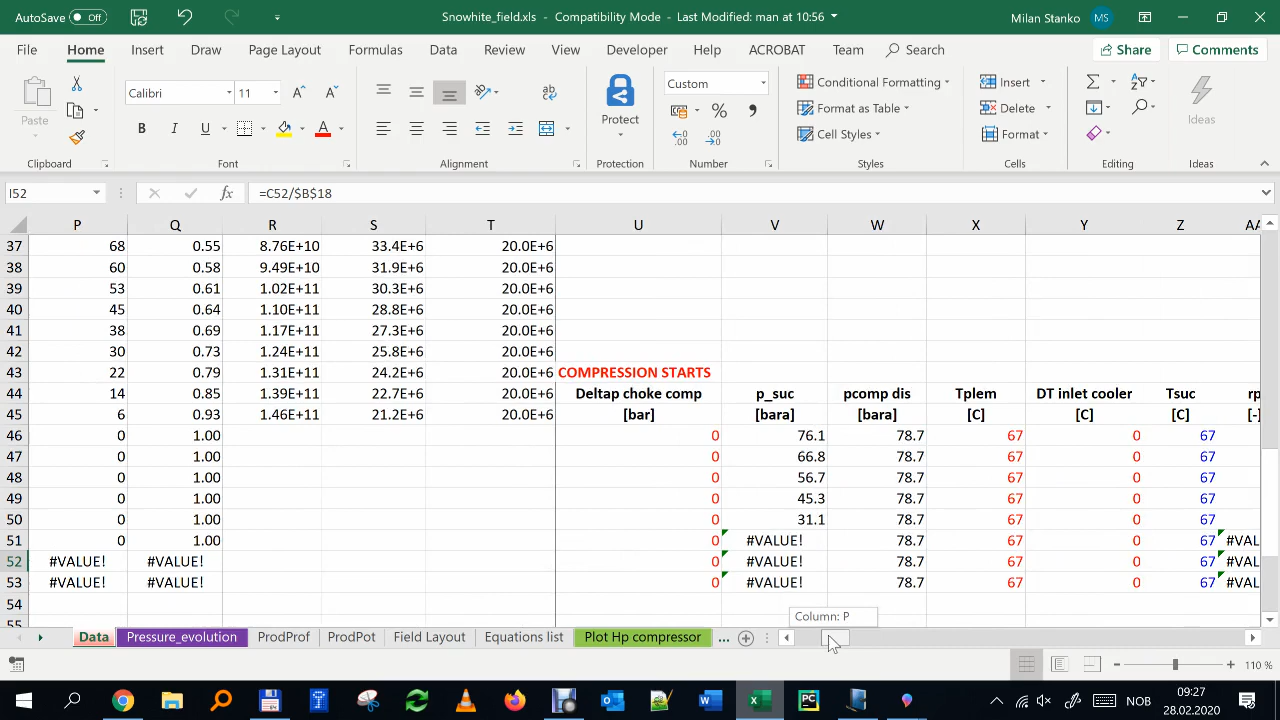 AutoSave Off Snowhite_field.xls - Compatibility Mode - Last Modified: man at 10:56 Milan Stanko MS
File Home Insert Draw Page Layout Formulas Data Review View Developer Help ACROBAT Team Search Share Comments
Paste Calibri 11 B I U A Protect Custom % Conditional Formatting Format as Table Cell Styles Insert Delete Format Ideas
Clipboard Font Alignment Protection Number Styles Cells Editing Ideas
I52 fx =C52/$B$18
P Q R S T U V W X Y Z AA
37 68 0.55 8.76E+10 33.4E+6 20.0E+6
38 60 0.58 9.49E+10 31.9E+6 20.0E+6
39 53 0.61 1.02E+11 30.3E+6 20.0E+6
40 45 0.64 1.10E+11 28.8E+6 20.0E+6
41 38 0.69 1.17E+11 27.3E+6 20.0E+6
42 30 0.73 1.24E+11 25.8E+6 20.0E+6
43 22 0.79 1.31E+11 24.2E+6 20.0E+6 COMPRESSION STARTS
44 14 0.85 1.39E+11 22.7E+6 20.0E+6 Deltap choke comp p_suc pcomp dis Tplem DT inlet cooler Tsuc rp
45 6 0.93 1.46E+11 21.2E+6 20.0E+6 [bar] [bara] [bara] [C] [C] [C] [-]
46 0 1.00 0 76.1 78.7 67 0 67
47 0 1.00 0 66.8 78.7 67 0 67
48 0 1.00 0 56.7 78.7 67 0 67
49 0 1.00 0 45.3 78.7 67 0 67
50 0 1.00 0 31.1 78.7 67 0 67
51 0 1.00 0 #VALUE! 78.7 67 0 67 #VAL
52 #VALUE! #VALUE! 0 #VALUE! 78.7 67 0 67 #VAL
53 #VALUE! #VALUE! 0 #VALUE! 78.7 67 0 67 #VAL
54
55 Column: P
Data Pressure_evolution ProdProf ProdPot Field Layout Equations list Plot Hp compressor ...
110 %
NOB 09:27
28.02.2020